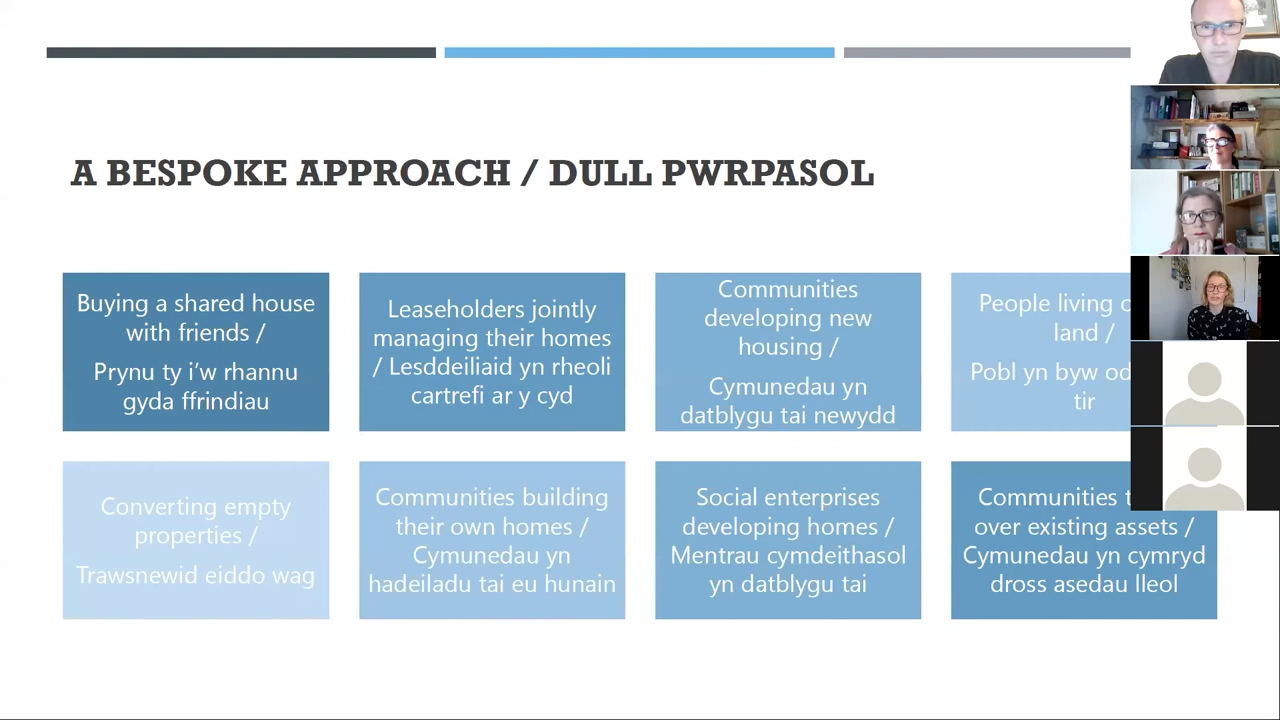 A BESPOKE APPROACH / DULL PWRPASOL
Buying a shared house
with friends /
Prynu ty i'w rhannu
gyda ffrindiau
Leaseholders jointly
managing their homes
/ Lesddeiliaid yn rheoli
cartrefi ar y cyd
Communities
developing new
housing /
Cymunedau yn
datblygu tai newydd
People living
land /
Pobl yn byw
tir
Converting empty
properties /
Trawsnewid eiddo wag
Communities building
their own homes /
Cymunedau yn
hadeiladu tai eu hunain
Social enterprises
developing homes /
Mentrau cymdeithasol
yn datblygu tai
Communities
over existing assets /
Cymunedau yn cymryd
dross asedau lleol